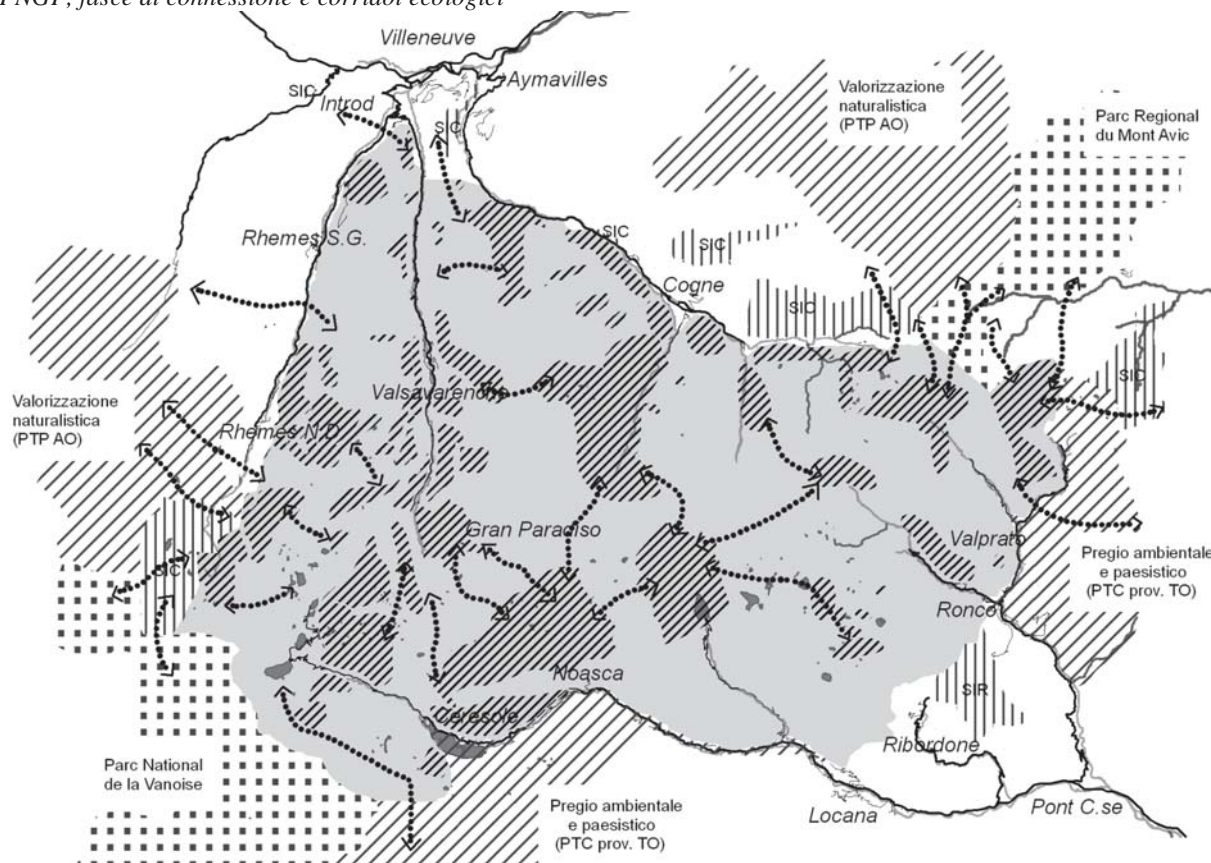 PNGP, fasce di connessione e corridoi ecologici
Villeneuve
SIC
Introd
Aymavilles
SIC
Valorizzazione
naturalistica
(PTP AO)
Parc Regional
du Mont Avic
Rhemes S.G.
SIC
SIC
Cogne
SIC
SIC
Valorizzazione
naturalistica
(PTP AO)
Valsavarenche
Rhemes N.D.
Gran Paradiso
Valprato
SIC
Pregio ambientale
e paesistico
(PTC prov. TO)
Ronco
Noasca
SIR
Ceresole
Ribordone
Parc National
de la Vanoise
Pregio ambientale
e paesistico
(PTC prov. TO)
Locana
Pont C.se